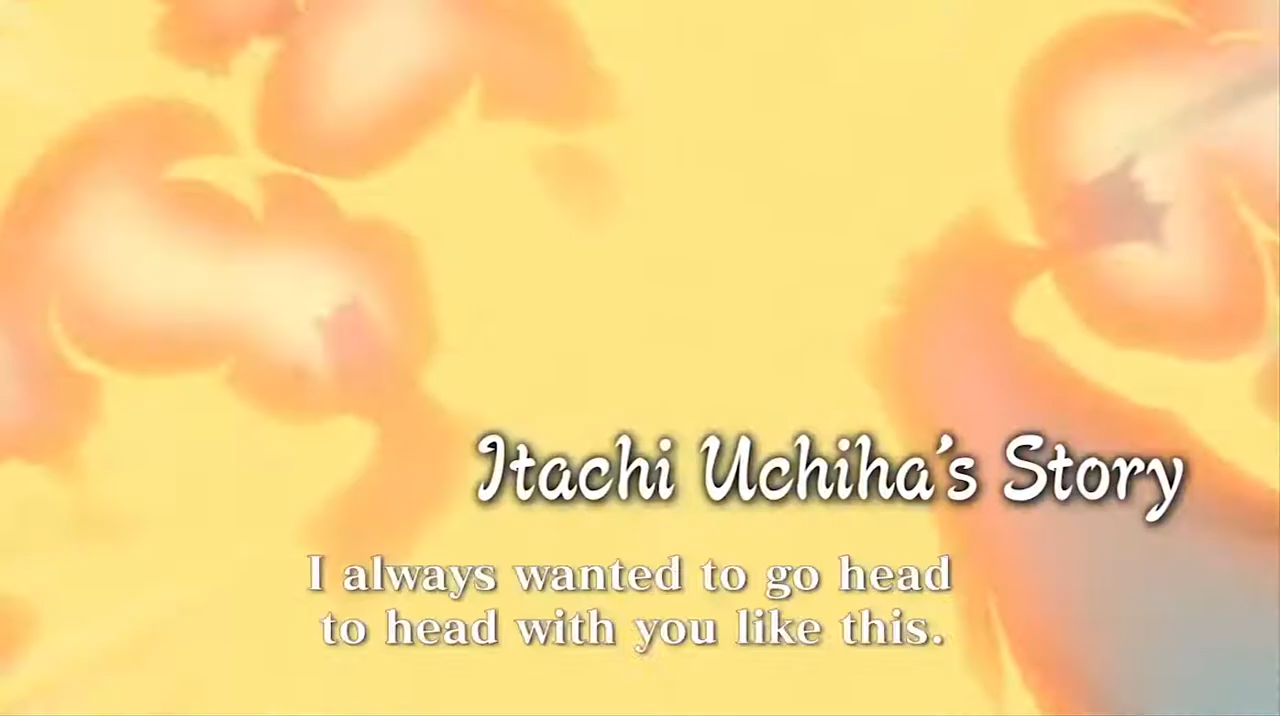 Itachi Uchiha's Story
I always wanted to go head
to head with you like this.